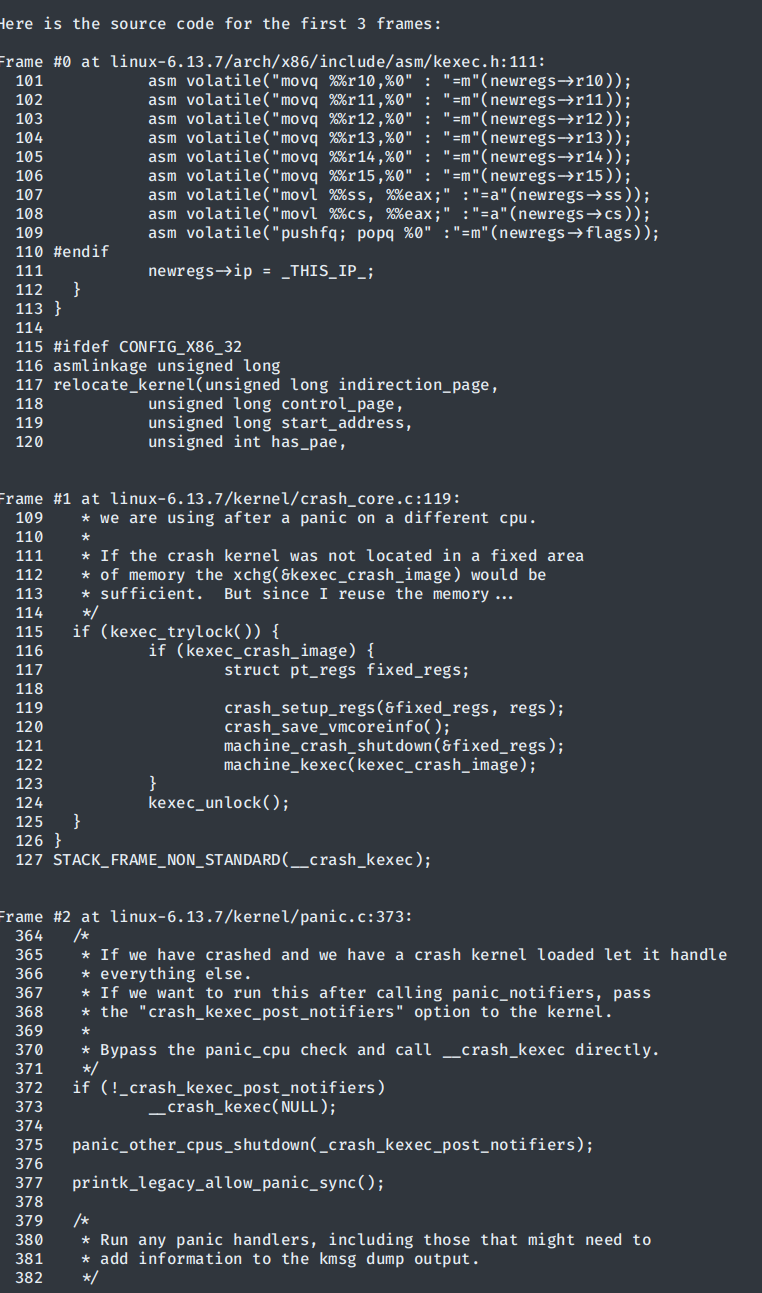 Here is the source code for the first 3 frames:
Frame #0 at linux-6.13.7/arch/x86/include/asm/kexec.h:111:
101 asm volatile("movq %%r10,%0" : "=m"(newregs->r10));
102 asm volatile("movq %%r11,%0" : "=m"(newregs->r11));
103 asm volatile("movq %%r12,%0" : "=m"(newregs->r12));
104 asm volatile("movq %%r13,%0" : "=m"(newregs->r13));
105 asm volatile("movq %%r14,%0" : "=m"(newregs->r14));
106 asm volatile("movq %%r15,%0" : "=m"(newregs->r15));
107 asm volatile("movl %%ss, %%eax;" :"=a"(newregs->ss));
108 asm volatile("movl %%cs, %%eax;" :"=a"(newregs->cs));
109 asm volatile("pushfq; popq %0" :"=m"(newregs->flags));
110 #endif
111 newregs->ip = _THIS_IP_;
112 }
113 }
114
115 #ifdef CONFIG_X86_32
116 asmlinkage unsigned long
117 relocate_kernel(unsigned long indirection_page,
118 unsigned long control_page,
119 unsigned long start_address,
120 unsigned int has_pae,
Frame #1 at linux-6.13.7/kernel/crash_core.c:119:
109 * we are using after a panic on a different cpu.
110 *
111 * If the crash kernel was not located in a fixed area
112 * of memory the xchg(&kexec_crash_image) would be
113 * sufficient. But since I reuse the memory...
114 */
115 if (kexec_trylock()) {
116 if (kexec_crash_image) {
117 struct pt_regs fixed_regs;
118
119 crash_setup_regs(&fixed_regs, regs);
120 crash_save_vmcoreinfo();
121 machine_crash_shutdown(&fixed_regs);
122 machine_kexec(kexec_crash_image);
123 }
124 kexec_unlock();
125 }
126 }
127 STACK_FRAME_NON_STANDARD(__crash_kexec);
Frame #2 at linux-6.13.7/kernel/panic.c:373:
364 /*
365 * If we have crashed and we have a crash kernel loaded let it handle
366 * everything else.
367 * If we want to run this after calling panic_notifiers, pass
368 * the "crash_kexec_post_notifiers" option to the kernel.
369 *
370 * Bypass the panic_cpu check and call __crash_kexec directly.
371 */
372 if (!_crash_kexec_post_notifiers)
373 __crash_kexec(NULL);
374
375 panic_other_cpus_shutdown(_crash_kexec_post_notifiers);
376
377 printk_legacy_allow_panic_sync();
378
379 /*
380 * Run any panic handlers, including those that might need to
381 * add information to the kmsg dump output.
382 */